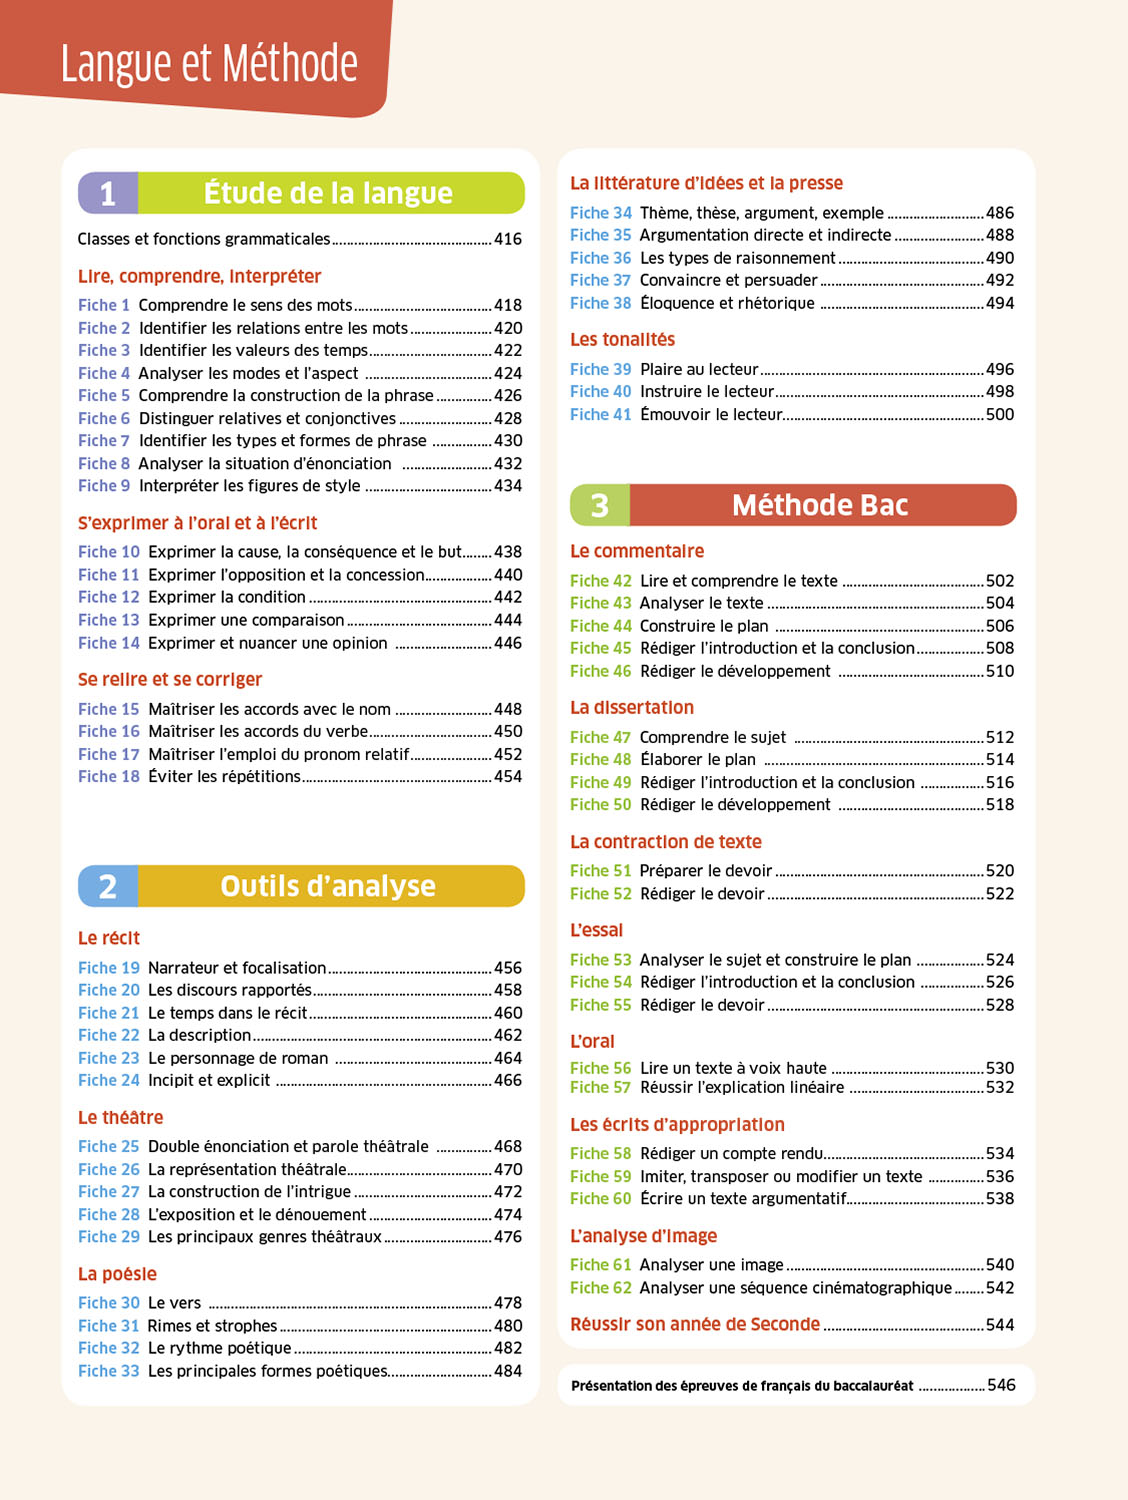 Langue et Méthode
1 Étude de la langue
Classes et fonctions grammaticales 416
Lire, comprendre, interpréter
Fiche 1 Comprendre le sens des mots 418
Fiche 2 Identifier les relations entre les mots 420
Fiche 3 Identifier les valeurs des temps 422
Fiche 4 Analyser les modes et l'aspect 424
Fiche 5 Comprendre la construction de la phrase 426
Fiche 6 Distinguer relatives et conjonctives 428
Fiche 7 Identifier les types et formes de phrase 430
Fiche 8 Analyser la situation d'énonciation 432
Fiche 9 Interpréter les figures de style 434
S'exprimer à l'oral et à l'écrit
Fiche 10 Exprimer la cause, la conséquence et le but 438
Fiche 11 Exprimer l'opposition et la concession 440
Fiche 12 Exprimer la condition 442
Fiche 13 Exprimer une comparaison 444
Fiche 14 Exprimer et nuancer une opinion 446
Se relire et se corriger
Fiche 15 Maîtriser les accords avec le nom 448
Fiche 16 Maîtriser les accords du verbe 450
Fiche 17 Maîtriser l'emploi du pronom relatif 452
Fiche 18 Éviter les répétitions 454
2 Outils d'analyse
Le récit
Fiche 19 Narrateur et focalisation 456
Fiche 20 Les discours rapportés 458
Fiche 21 Le temps dans le récit 460
Fiche 22 La description 462
Fiche 23 Le personnage de roman 464
Fiche 24 Incipit et explicit 466
Le théâtre
Fiche 25 Double énonciation et parole théâtrale 468
Fiche 26 La représentation théâtrale 470
Fiche 27 La construction de l'intrigue 472
Fiche 28 L'exposition et le dénouement 474
Fiche 29 Les principaux genres théâtraux 476
La poésie
Fiche 30 Le vers 478
Fiche 31 Rimes et strophes 480
Fiche 32 Le rythme poétique 482
Fiche 33 Les principales formes poétiques 484
La littérature d'idées et la presse
Fiche 34 Thème, thèse, argument, exemple 486
Fiche 35 Argumentation directe et indirecte 488
Fiche 36 Les types de raisonnement 490
Fiche 37 Convaincre et persuader 492
Fiche 38 Éloquence et rhétorique 494
Les tonalités
Fiche 39 Plaire au lecteur 496
Fiche 40 Instruire le lecteur 498
Fiche 41 Émouvoir le lecteur 500
3 Méthode Bac
Le commentaire
Fiche 42 Lire et comprendre le texte 502
Fiche 43 Analyser le texte 504
Fiche 44 Construire le plan 506
Fiche 45 Rédiger l'introduction et la conclusion 508
Fiche 46 Rédiger le développement 510
La dissertation
Fiche 47 Comprendre le sujet 512
Fiche 48 Élaborer le plan 514
Fiche 49 Rédiger l'introduction et la conclusion 516
Fiche 50 Rédiger le développement 518
La contraction de texte
Fiche 51 Préparer le devoir 520
Fiche 52 Rédiger le devoir 522
L'essai
Fiche 53 Analyser le sujet et construire le plan 524
Fiche 54 Rédiger l'introduction et la conclusion 526
Fiche 55 Rédiger le devoir 528
L'oral
Fiche 56 Lire un texte à voix haute 530
Fiche 57 Réussir l'explication linéaire 532
Les écrits d'appropriation
Fiche 58 Rédiger un compte rendu 534
Fiche 59 Imiter, transposer ou modifier un texte 536
Fiche 60 Écrire un texte argumentatif 538
L'analyse d'image
Fiche 61 Analyser une image 540
Fiche 62 Analyser une séquence cinématographique 542
Réussir son année de Seconde 544
Présentation des épreuves de français du baccalauréat 546